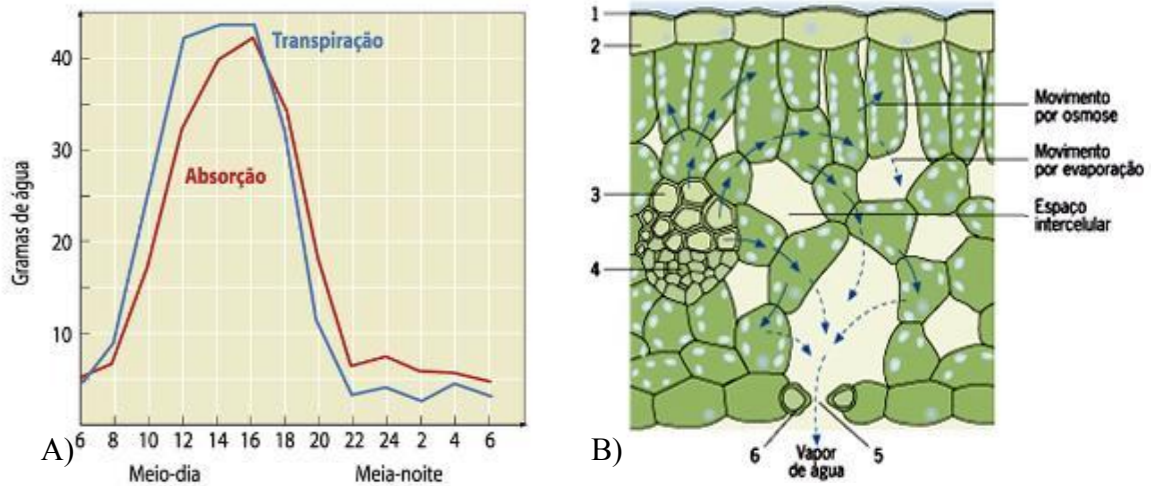 Transpiração
Absorção
Gramas de água
40
30
20
10
6 8 10 12 14 16 18 20 22 24 2 4 6
A)
Meio-dia
Meia-noite
1
2
3
4
Movimento
por osmose
Movimento
por evaporação
Espaço
intercelular
B)
6
Vapor
de água
5